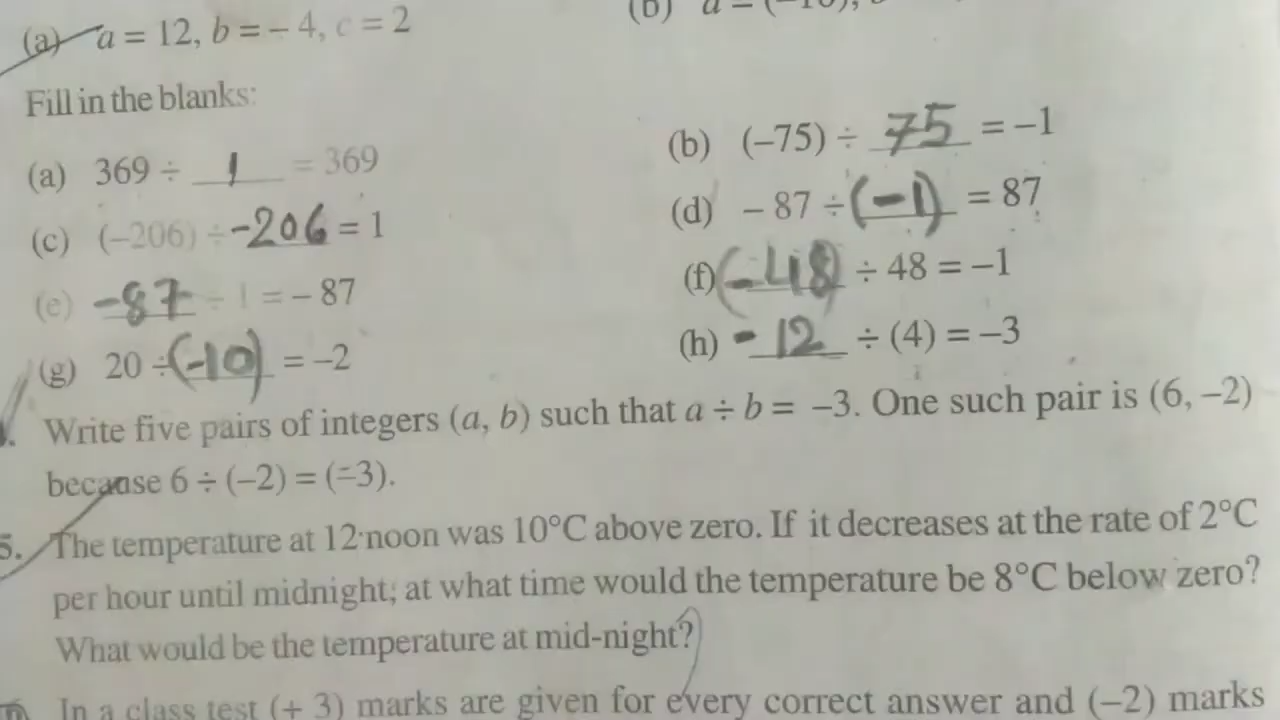 (a) a = 12, b = – 4, c = 2
(b) a = (–10),
Fill in the blanks:
(a) 369 ÷ 1 = 369
(b) (–75) ÷ 75 = –1
(c) (–206) ÷ -206 = 1
(d) – 87 ÷ (-1) = 87
(e) -87 ÷ 1 = – 87
(f) (-48) ÷ 48 = –1
(g) 20 ÷ (-10) = –2
(h) -12 ÷ (4) = –3
Write five pairs of integers (a, b) such that a ÷ b = –3. One such pair is (6, –2)
because 6 ÷ (–2) = (–3).
5. The temperature at 12 noon was 10°C above zero. If it decreases at the rate of 2°C
per hour until midnight, at what time would the temperature be 8°C below zero?
What would be the temperature at mid-night?
In a class test (+ 3) marks are given for every correct answer and (–2) marks